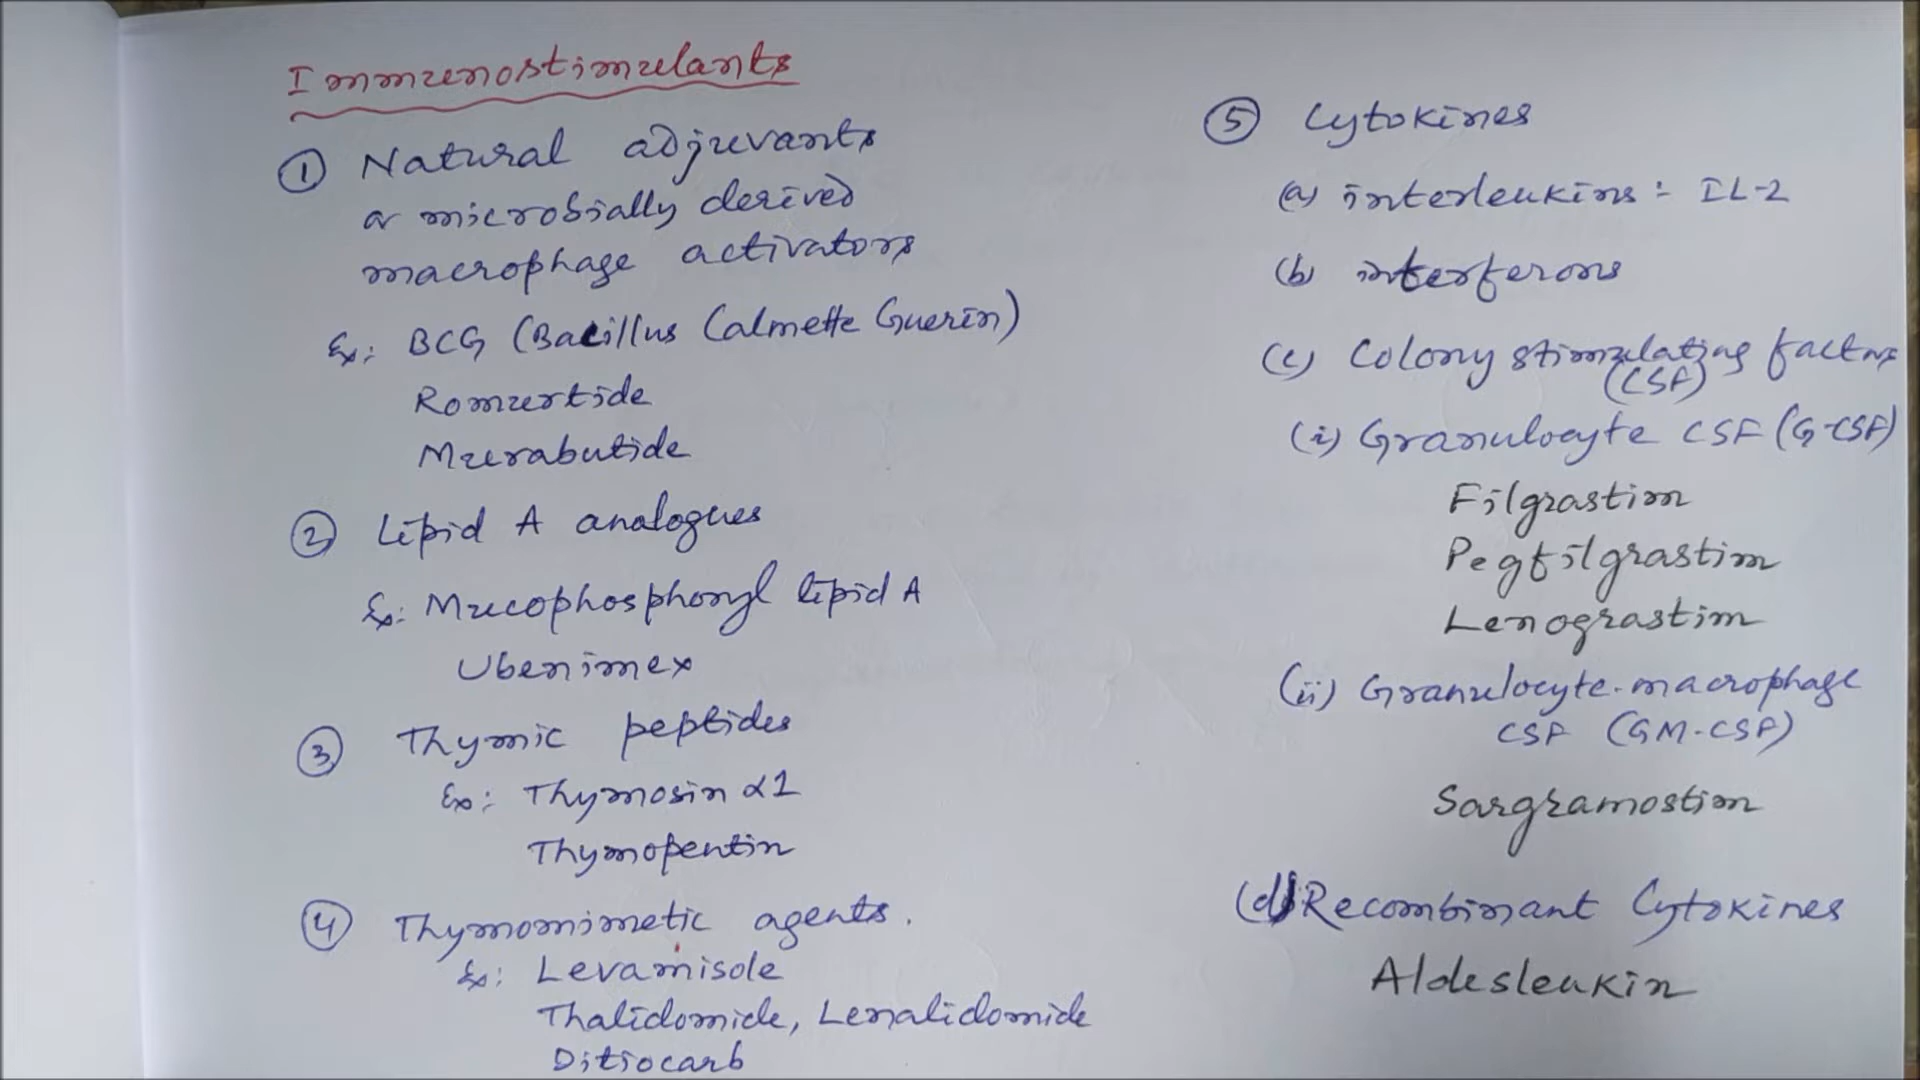 Immunostimulants
① Natural adjuvants
or microbially derived
macrophage activators
Ex: BCG (Bacillus Calmette Guerin)
Romurtide
Murabutide
② Lipid A analogues
Ex: Mucophosphoryl lipid A
Ubenimex
③ Thymic peptides
Ex: Thymosin α1
Thymopentin
④ Thymomimetic agents.
Ex: Levamisole
Thalidomide, Lenalidomide
Ditiocarb
⑤ Cytokines
(a) interleukins:- IL-2
(b) interferons
(c) Colony stimulating factors
(CSF)
(i) Granulocyte CSF (G-CSF)
Filgrastim
Pegfilgrastim
Lenograstim
(ii) Granulocyte-macrophage
CSF (GM-CSF)
Sargramostim
(d) Recombinant Cytokines
Aldesleukin